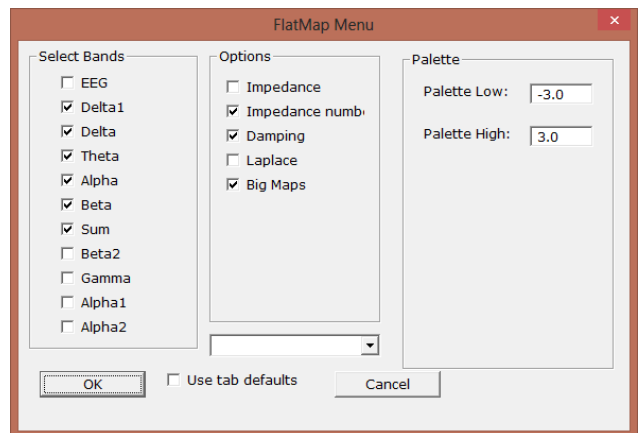 FlatMap Menu
Select Bands
EEG
Delta1
Delta
Theta
Alpha
Beta
Sum
Beta2
Gamma
Alpha1
Alpha2
Options
Impedance
Impedance numb
Damping
Laplace
Big Maps
Palette
Palette Low: -3.0
Palette High: 3.0
OK
Use tab defaults
Cancel